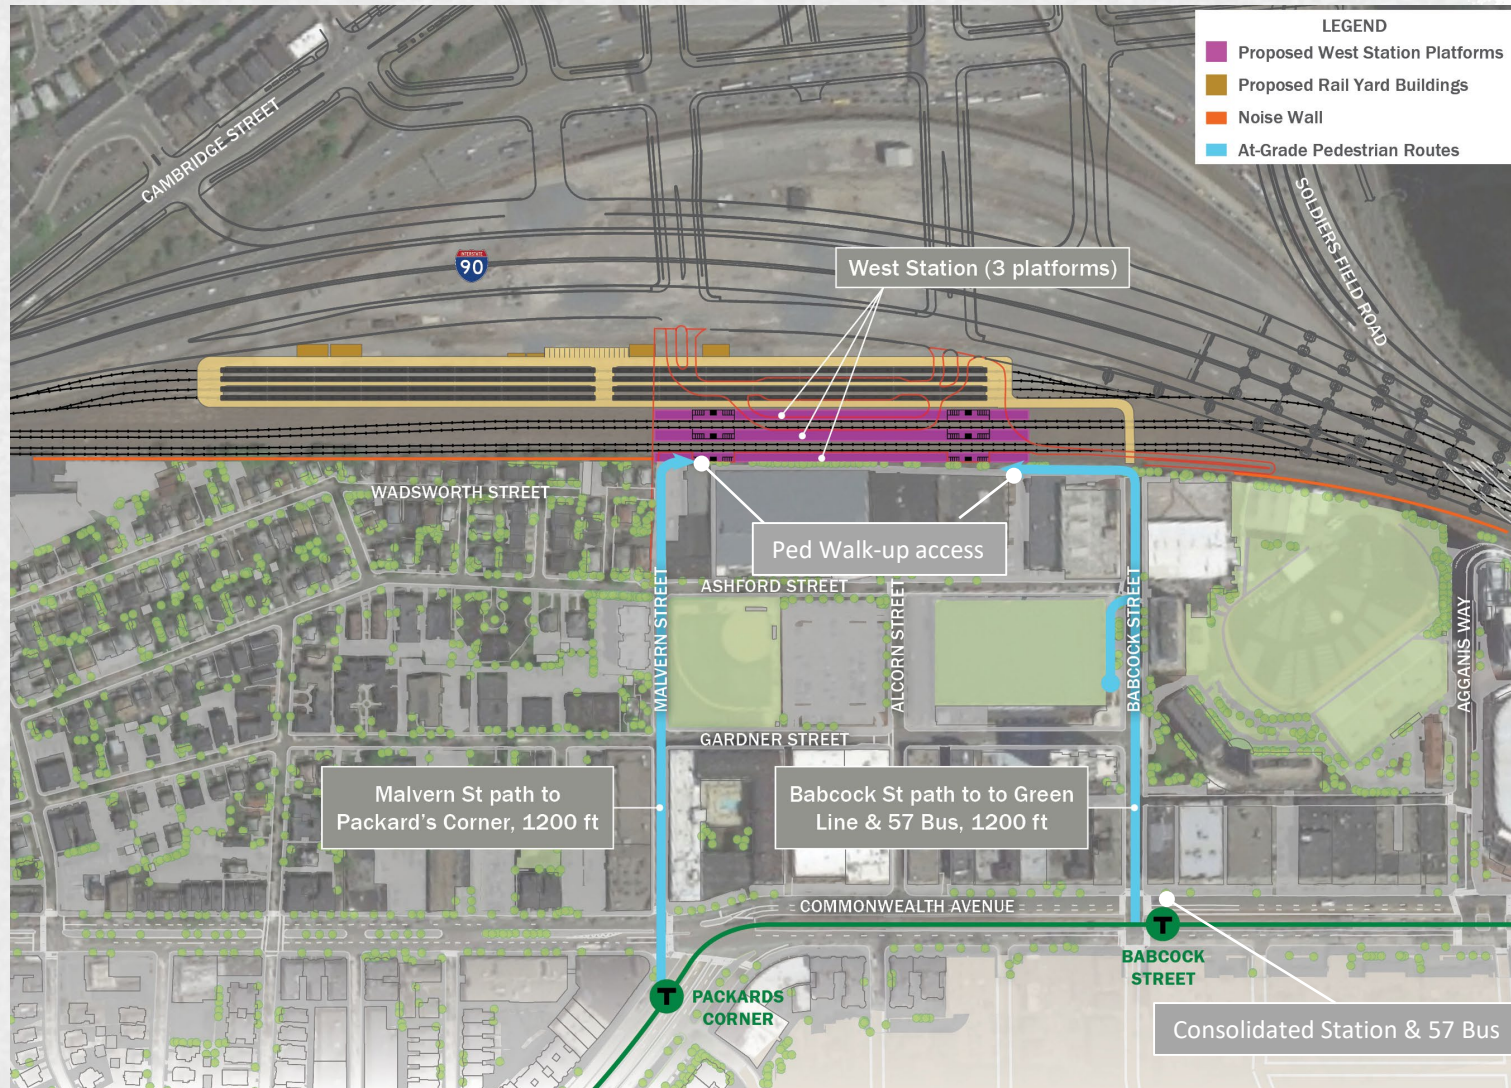 LEGEND
Proposed West Station Platforms
Proposed Rail Yard Buildings
Noise Wall
At-Grade Pedestrian Routes
CAMBRIDGE STREET
SOLDIERS FIELD ROAD
INTERSTATE
90
West Station (3 platforms)
WADSWORTH STREET
Ped Walk-up access
ASHFORD STREET
MALVERN STREET
ALCORN STREET
BABCOCK STREET
AGGANIS WAY
GARDNER STREET
Malvern St path to
Packard's Corner, 1200 ft
Babcock St path to to Green
Line & 57 Bus, 1200 ft
COMMONWEALTH AVENUE
T
BABCOCK
STREET
T
PACKARDS
CORNER
Consolidated Station & 57 Bus